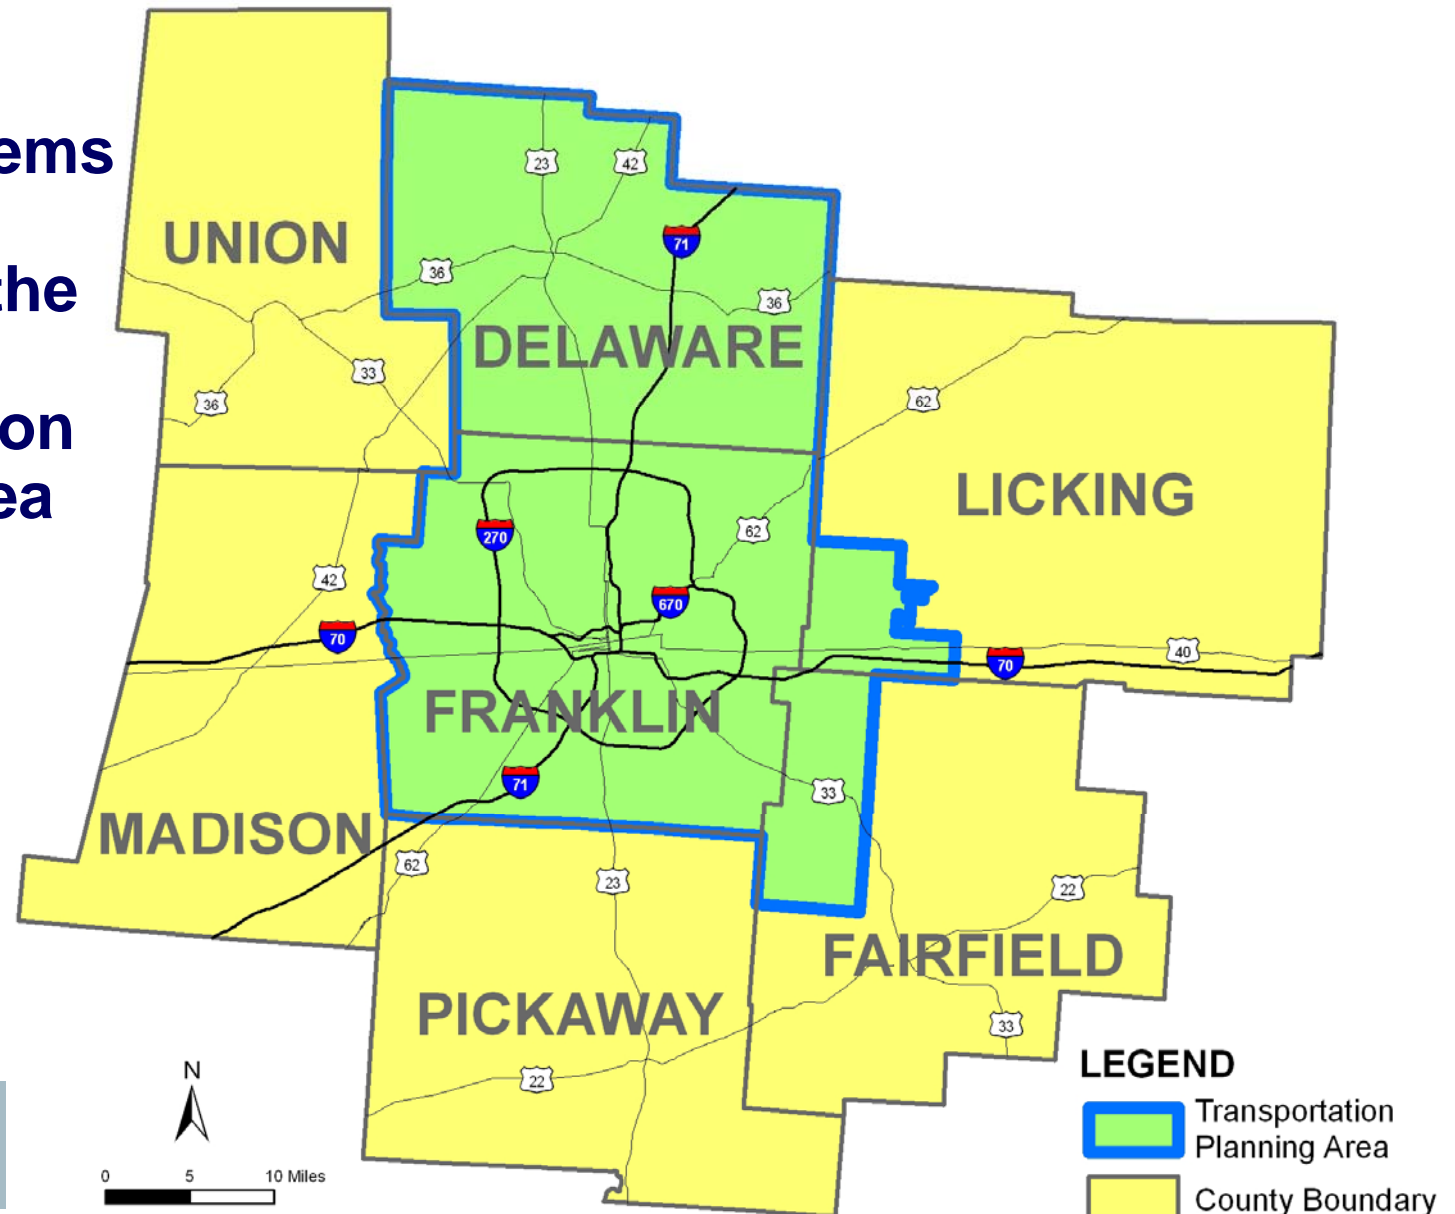 ems
the
on
ea
UNION
DELAWARE
LICKING
FRANKLIN
MADISON
PICKAWAY
FAIRFIELD
23
42
71
36
36
33
36
62
62
270
670
42
70
40
70
33
71
62
23
22
33
22
N
0 5 10 Miles
LEGEND
Transportation
Planning Area
County Boundary